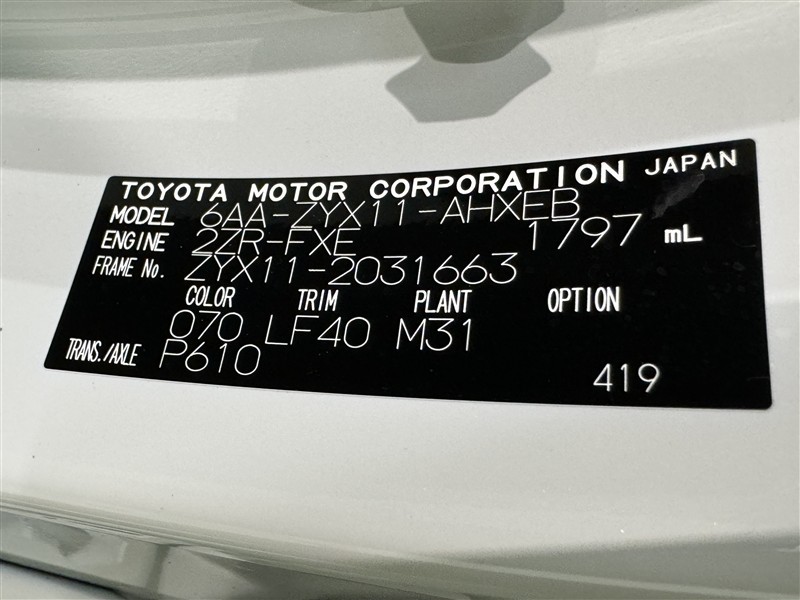 TOYOTA MOTOR CORPORATION JAPAN
MODEL 6AA-ZYX11-AHXEB
ENGINE 2ZR-FXE 1797 mL
FRAME No. ZYX11-2031663
COLOR TRIM PLANT OPTION
070 LF40 M31
TRANS./AXLE P610
419